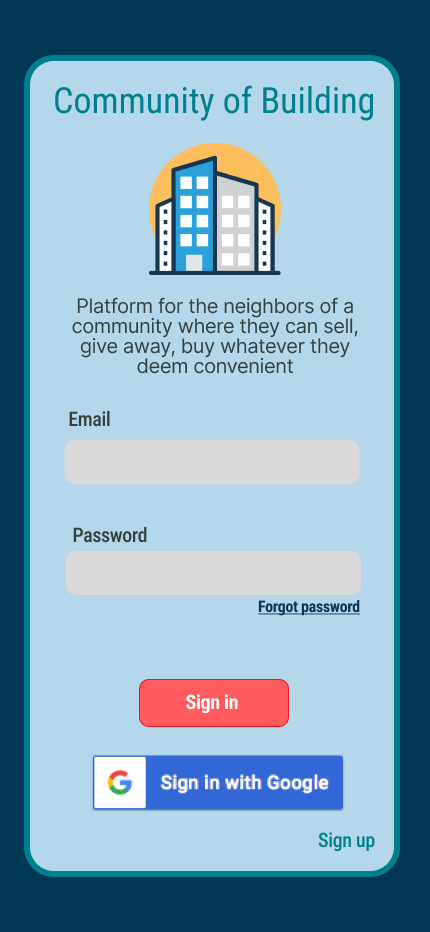 Community of Building
Platform for the neighbors of a
community where they can sell,
give away, buy whatever they
deem convenient
Email
Password
Forgot password
Sign in
Sign in with Google
Sign up